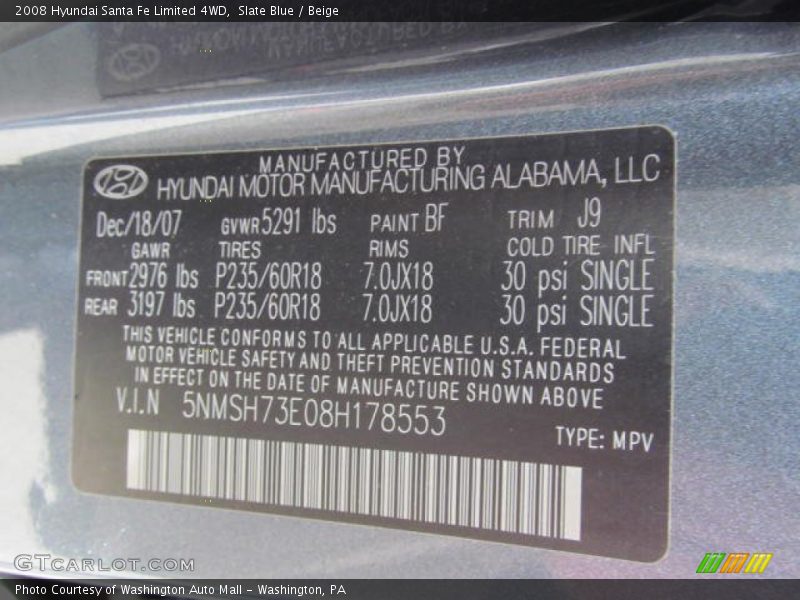 2008 Hyundai Santa Fe Limited 4WD, Slate Blue / Beige
MANUFACTURED BY
HYUNDAI MOTOR MANUFACTURING ALABAMA, LLC
Dec/18/07 GVWR 5291 lbs PAINT BF TRIM J9
GAWR TIRES RIMS COLD TIRE INFL
FRONT 2976 lbs P235/60R18 7.0JX18 30 psi SINGLE
REAR 3197 lbs P235/60R18 7.0JX18 30 psi SINGLE
THIS VEHICLE CONFORMS TO ALL APPLICABLE U.S.A. FEDERAL
MOTOR VEHICLE SAFETY AND THEFT PREVENTION STANDARDS
IN EFFECT ON THE DATE OF MANUFACTURE SHOWN ABOVE
V.I.N 5NMSH73E08H178553
TYPE: MPV
GTCARLOT.COM
Photo Courtesy of Washington Auto Mall - Washington, PA